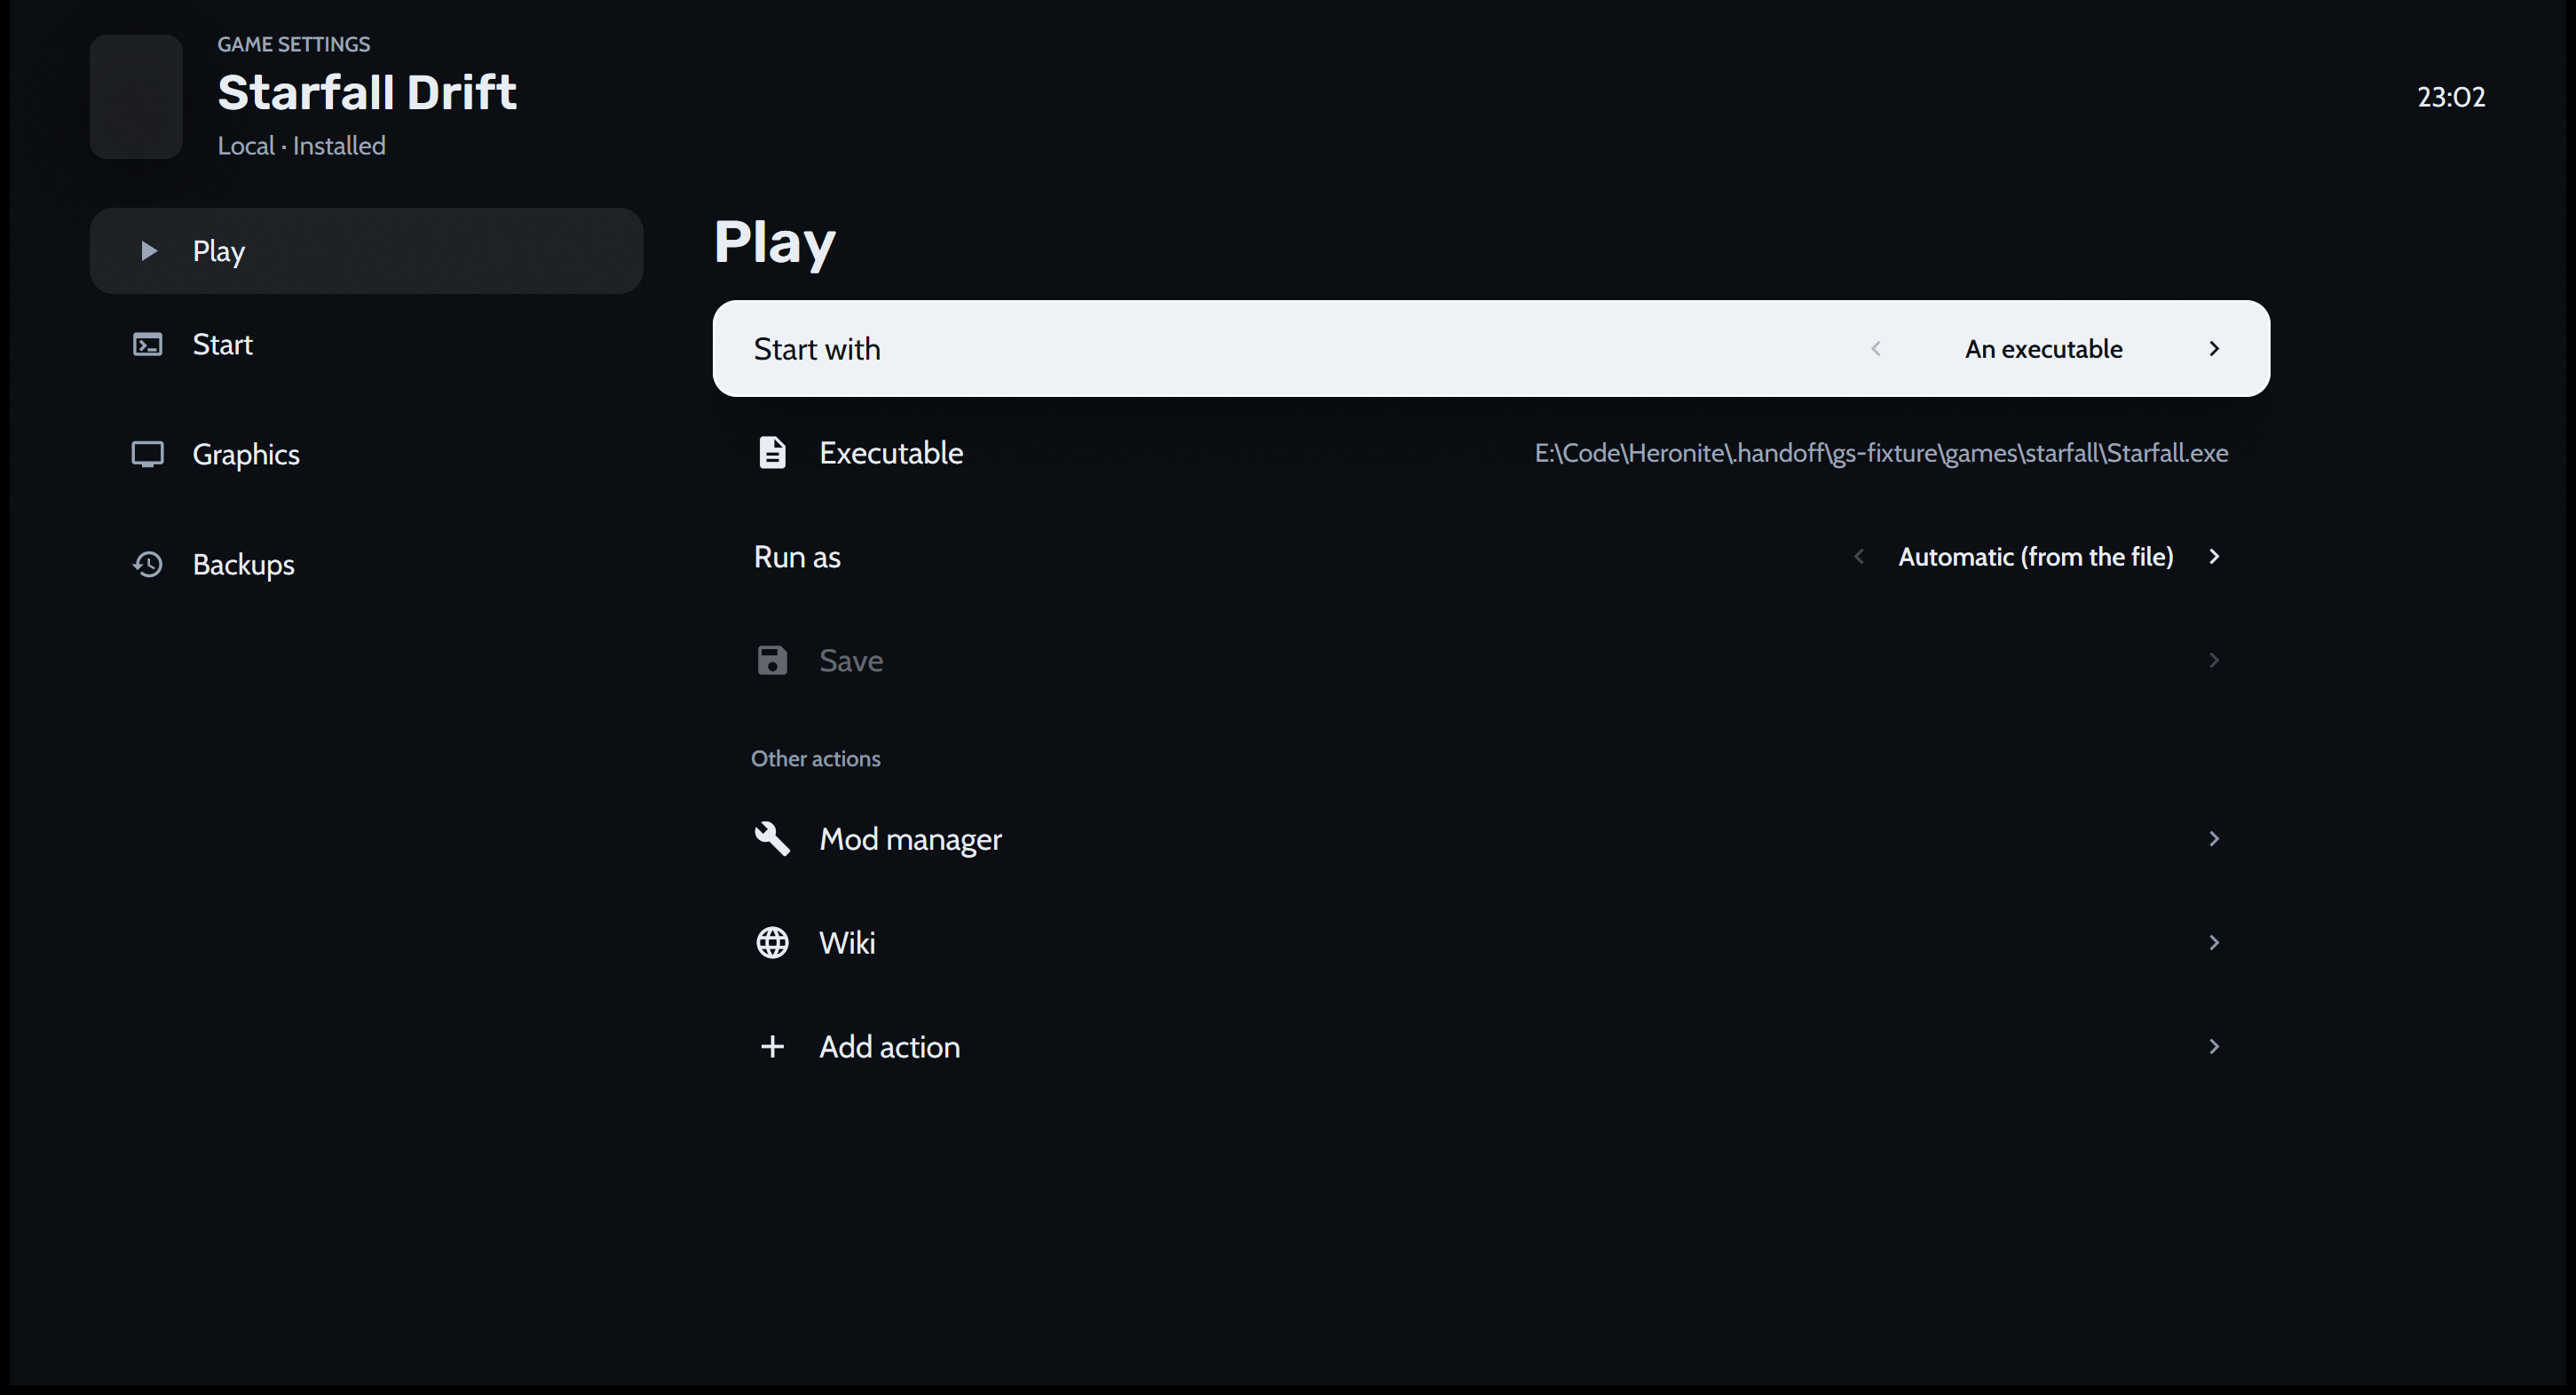 GAME SETTINGS
Starfall Drift
Local · Installed
23:02
Play
Start
Graphics
Backups
Play
Start with
An executable
Executable
E:\Code\Heronite\.handoff\gs-fixture\games\starfall\Starfall.exe
Run as
Automatic (from the file)
Save
Other actions
Mod manager
Wiki
Add action